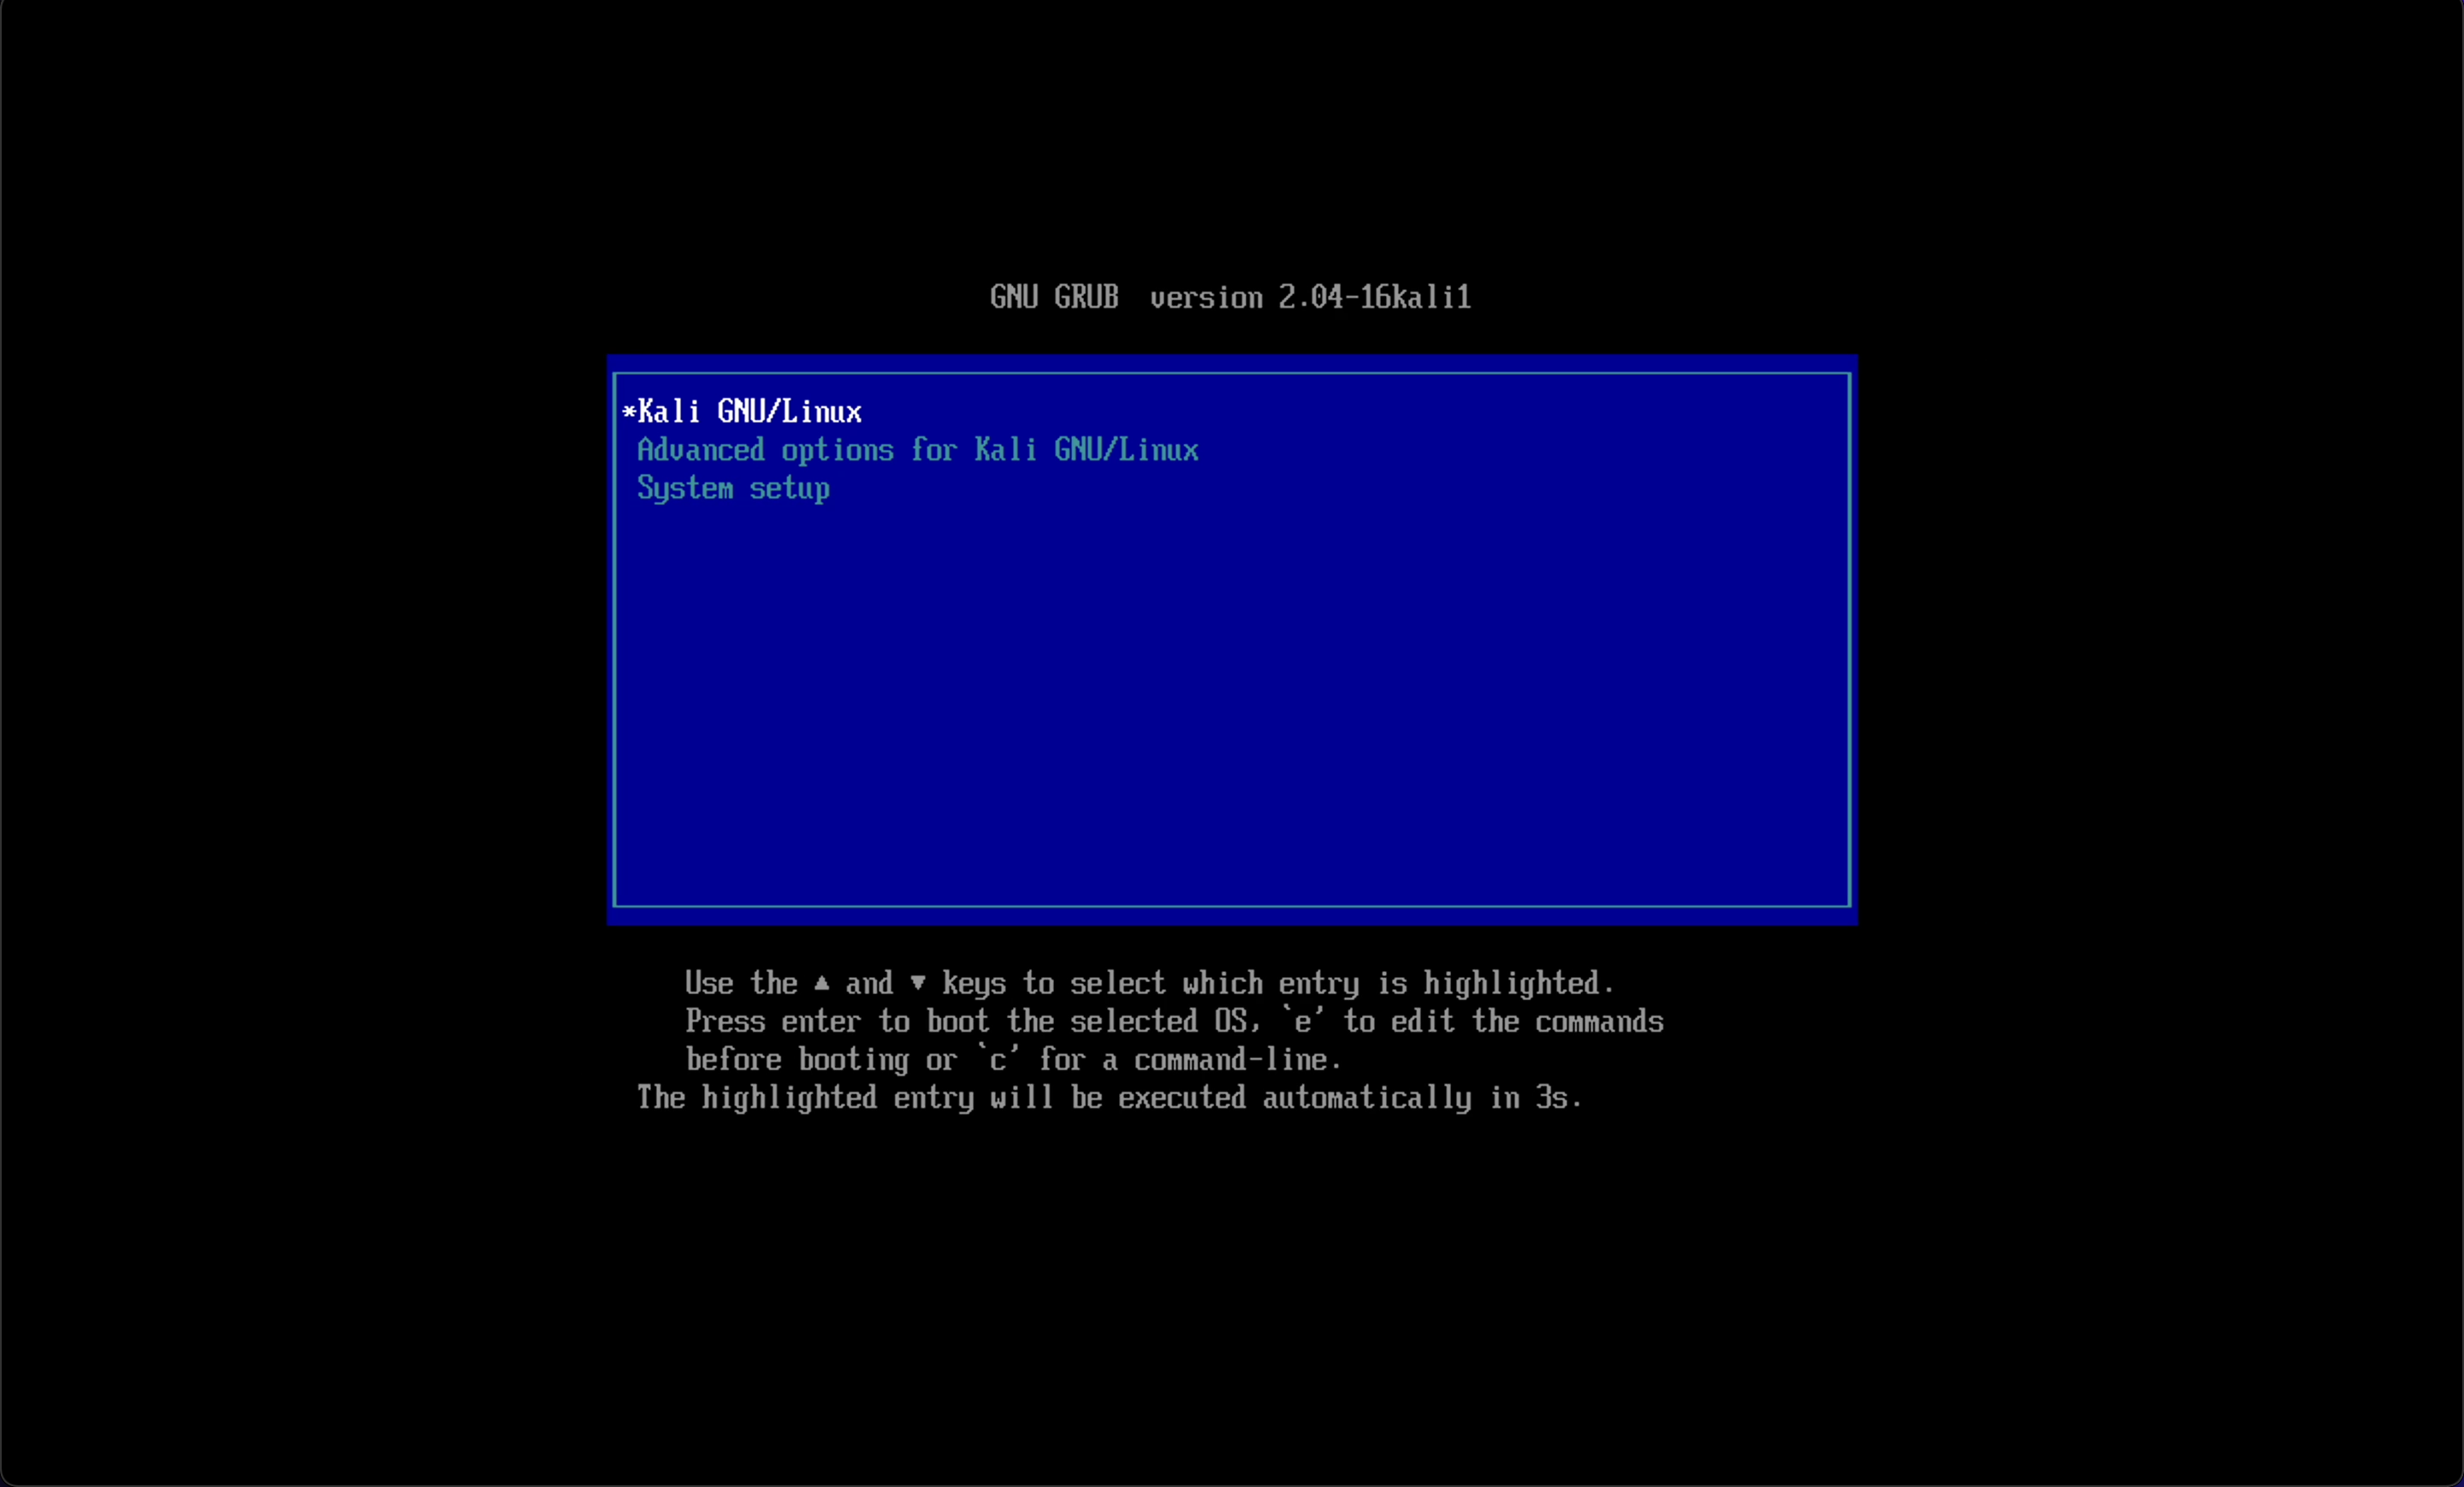 GNU GRUB  version 2.04-16kali1
*Kali GNU/Linux
Advanced options for Kali GNU/Linux
System setup
Use the ▲ and ▼ keys to select which entry is highlighted.
Press enter to boot the selected OS, `e' to edit the commands
before booting or `c' for a command-line.
The highlighted entry will be executed automatically in 3s.